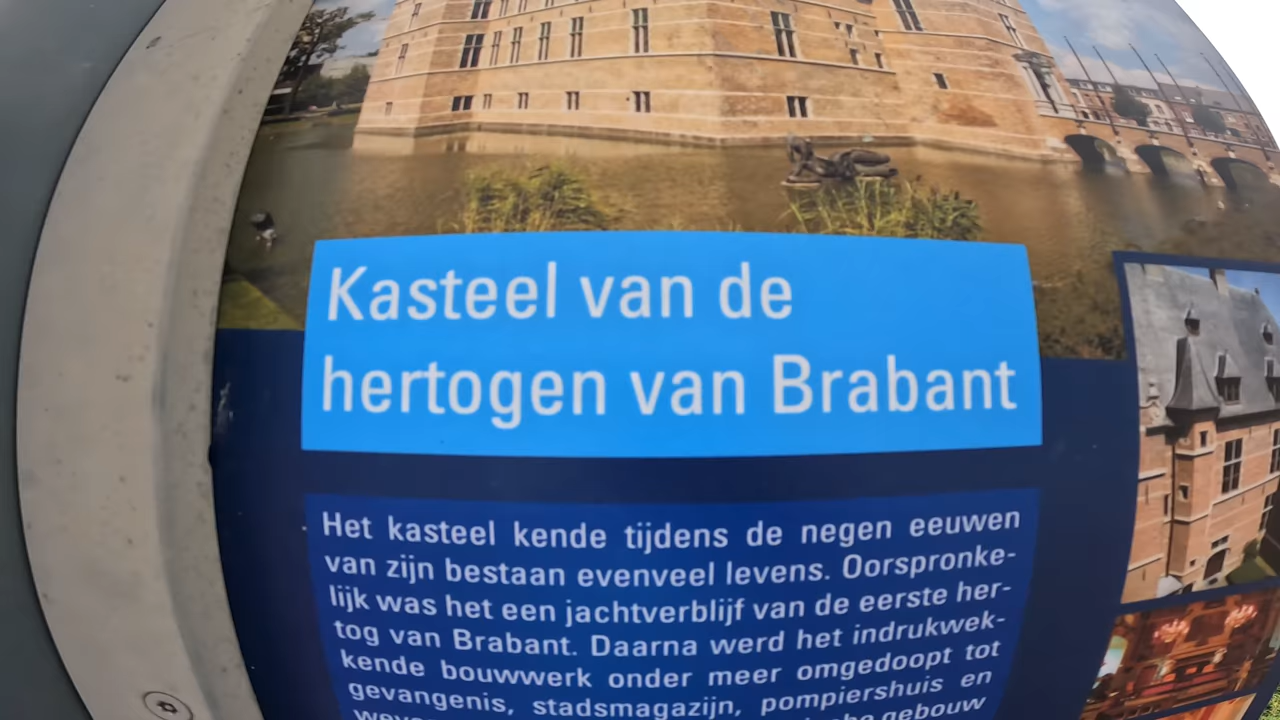 Kasteel van de
hertogen van Brabant
Het kasteel kende tijdens de negen eeuwen
van zijn bestaan evenveel levens. Oorspronke-
lijk was het een jachtverblijf van de eerste her-
tog van Brabant. Daarna werd het indrukwek-
kende bouwwerk onder meer omgedoopt tot
gevangenis, stadsmagazijn, pompiershuis en
gebouw